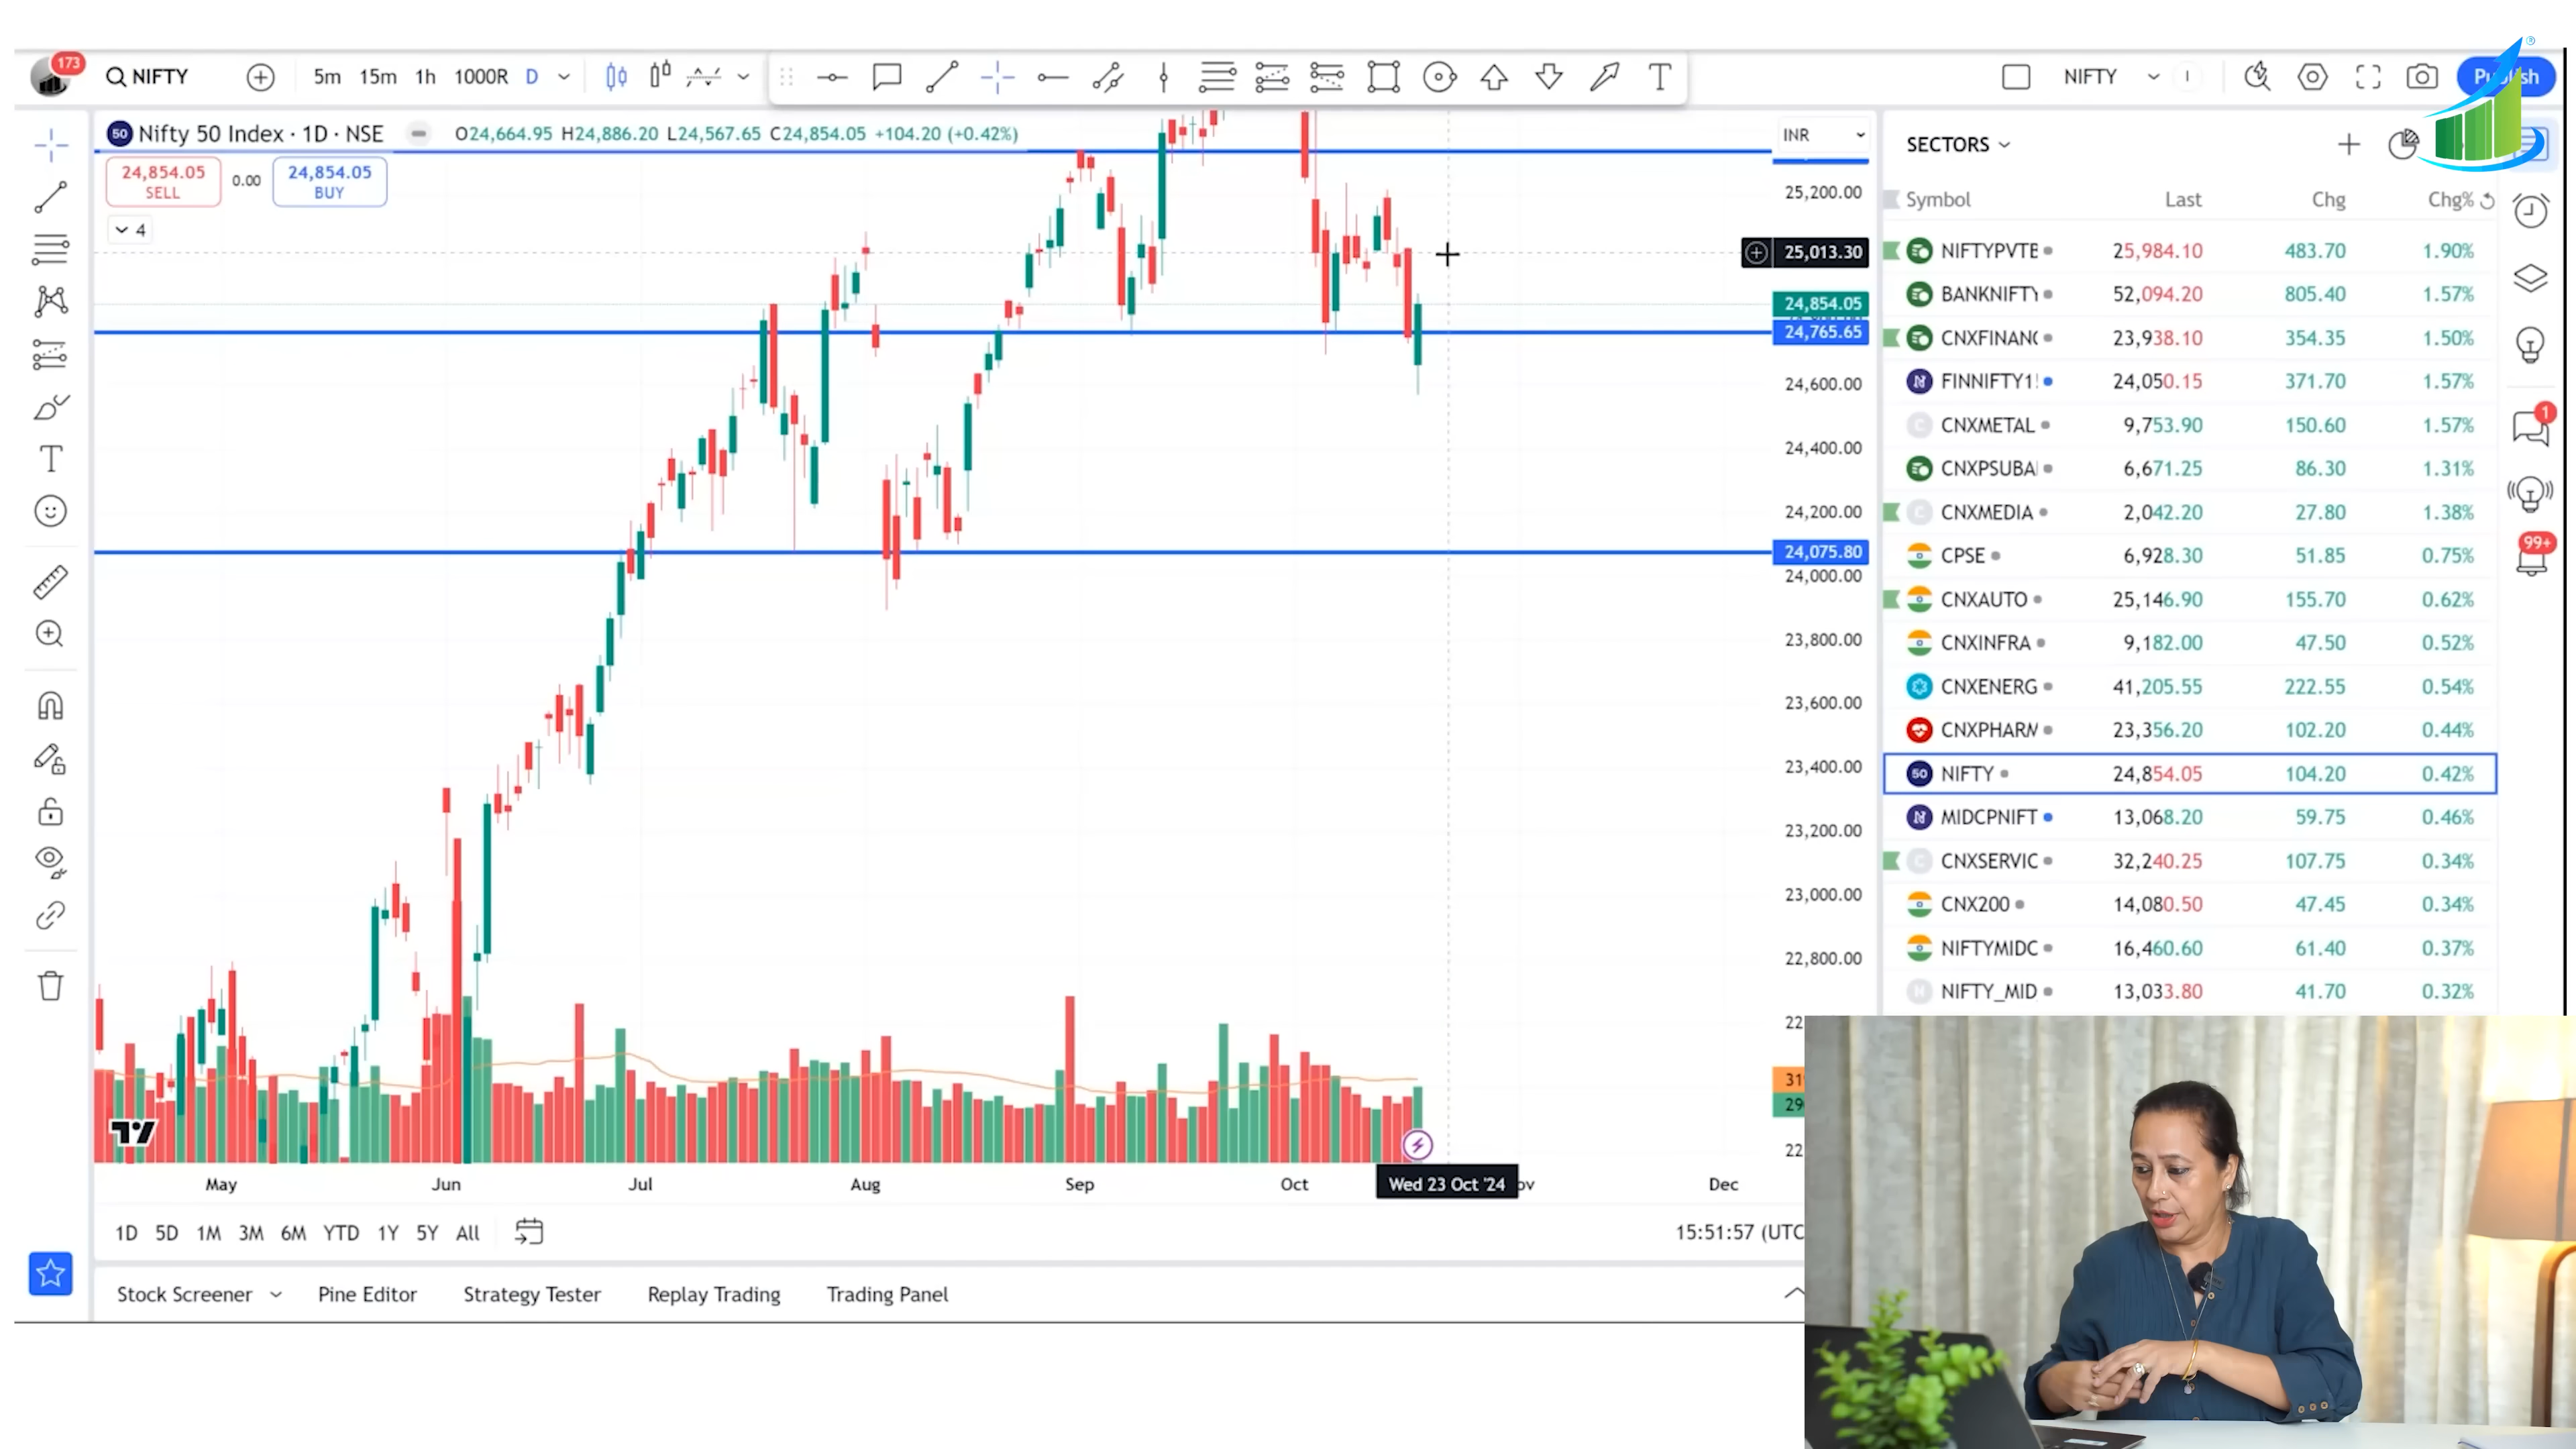 173
NIFTY
5m 15m 1h 1000R D
T
NIFTY
Publish
50 Nifty 50 Index · 1D · NSE O24,664.95 H24,886.20 L24,567.65 C24,854.05 +104.20 (+0.42%)
INR
24,854.05 SELL
0.00
24,854.05 BUY
4
25,200.00
25,013.30
24,854.05
24,765.65
24,600.00
24,400.00
24,200.00
24,075.80
24,000.00
23,800.00
23,600.00
23,400.00
23,200.00
23,000.00
22,800.00
22
31
29
22
May Jun Jul Aug Sep Oct Wed 23 Oct '24 ov Dec
1D 5D 1M 3M 6M YTD 1Y 5Y All
15:51:57 (UTC
Stock Screener Pine Editor Strategy Tester Replay Trading Trading Panel
SECTORS
Symbol Last Chg Chg%
NIFTYPVTE 25,984.10 483.70 1.90%
BANKNIFTY 52,094.20 805.40 1.57%
CNXFINAN 23,938.10 354.35 1.50%
N FINNIFTY1! 24,050.15 371.70 1.57%
C CNXMETAL 9,753.90 150.60 1.57%
CNXPSUBA 6,671.25 86.30 1.31%
C CNXMEDIA 2,042.20 27.80 1.38%
CPSE 6,928.30 51.85 0.75%
CNXAUTO 25,146.90 155.70 0.62%
CNXINFRA 9,182.00 47.50 0.52%
CNXENERG 41,205.55 222.55 0.54%
CNXPHARM 23,356.20 102.20 0.44%
50 NIFTY 24,854.05 104.20 0.42%
N MIDCPNIFT 13,068.20 59.75 0.46%
C CNXSERVIC 32,240.25 107.75 0.34%
CNX200 14,080.50 47.45 0.34%
NIFTYMIDC 16,460.60 61.40 0.37%
NIFTY_MID 13,033.80 41.70 0.32%
1
99+